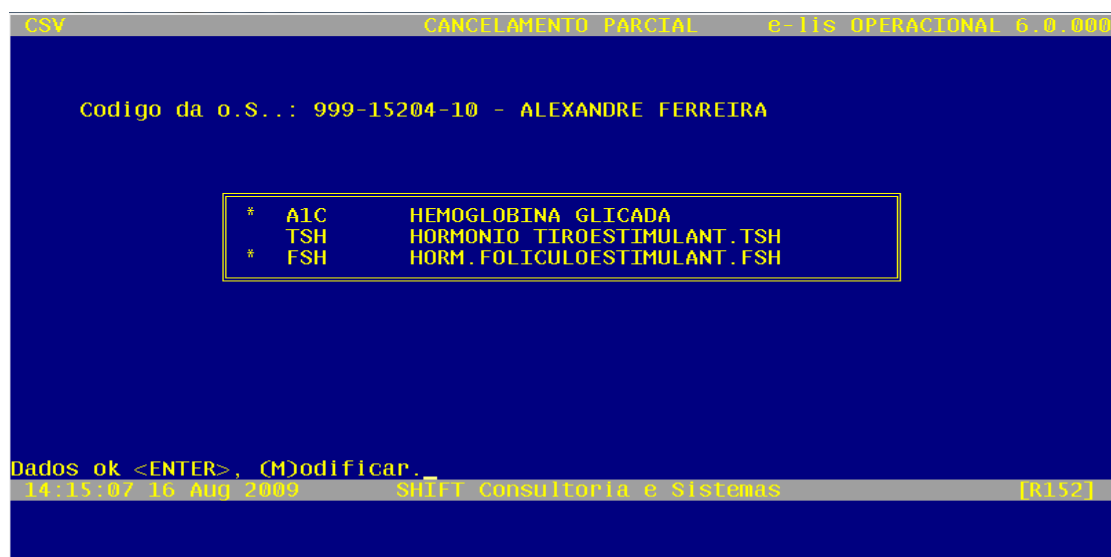 CSV CANCELAMENTO PARCIAL e-lis OPERACIONAL 6.0.000
Codigo da o.S..: 999-15204-10 - ALEXANDRE FERREIRA
* A1C HEMOGLOBINA GLICADA
TSH HORMONIO TIROESTIMULANT.TSH
* FSH HORM.FOLICULOESTIMULANT.FSH
Dados ok <ENTER>, (M)odificar._
14:15:07 16 Aug 2009 SHIFT Consultoria e Sistemas [R152]